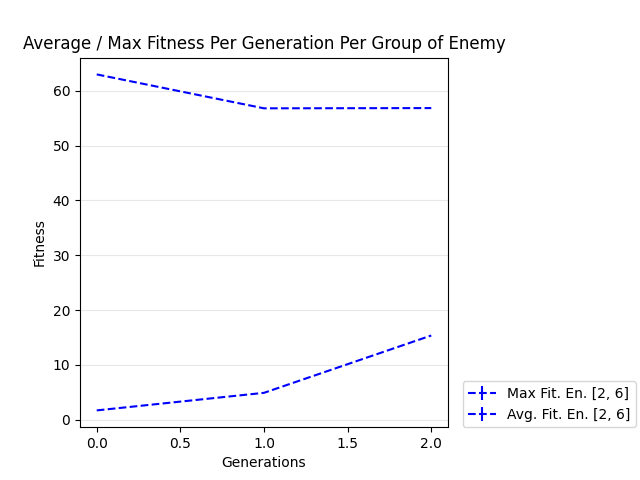 Average / Max Fitness Per Generation Per Group of Enemy
Fitness
60
50
40
30
20
10
0
0.0 0.5 1.0 1.5 2.0
Generations
Max Fit. En. [2, 6]
Avg. Fit. En. [2, 6]